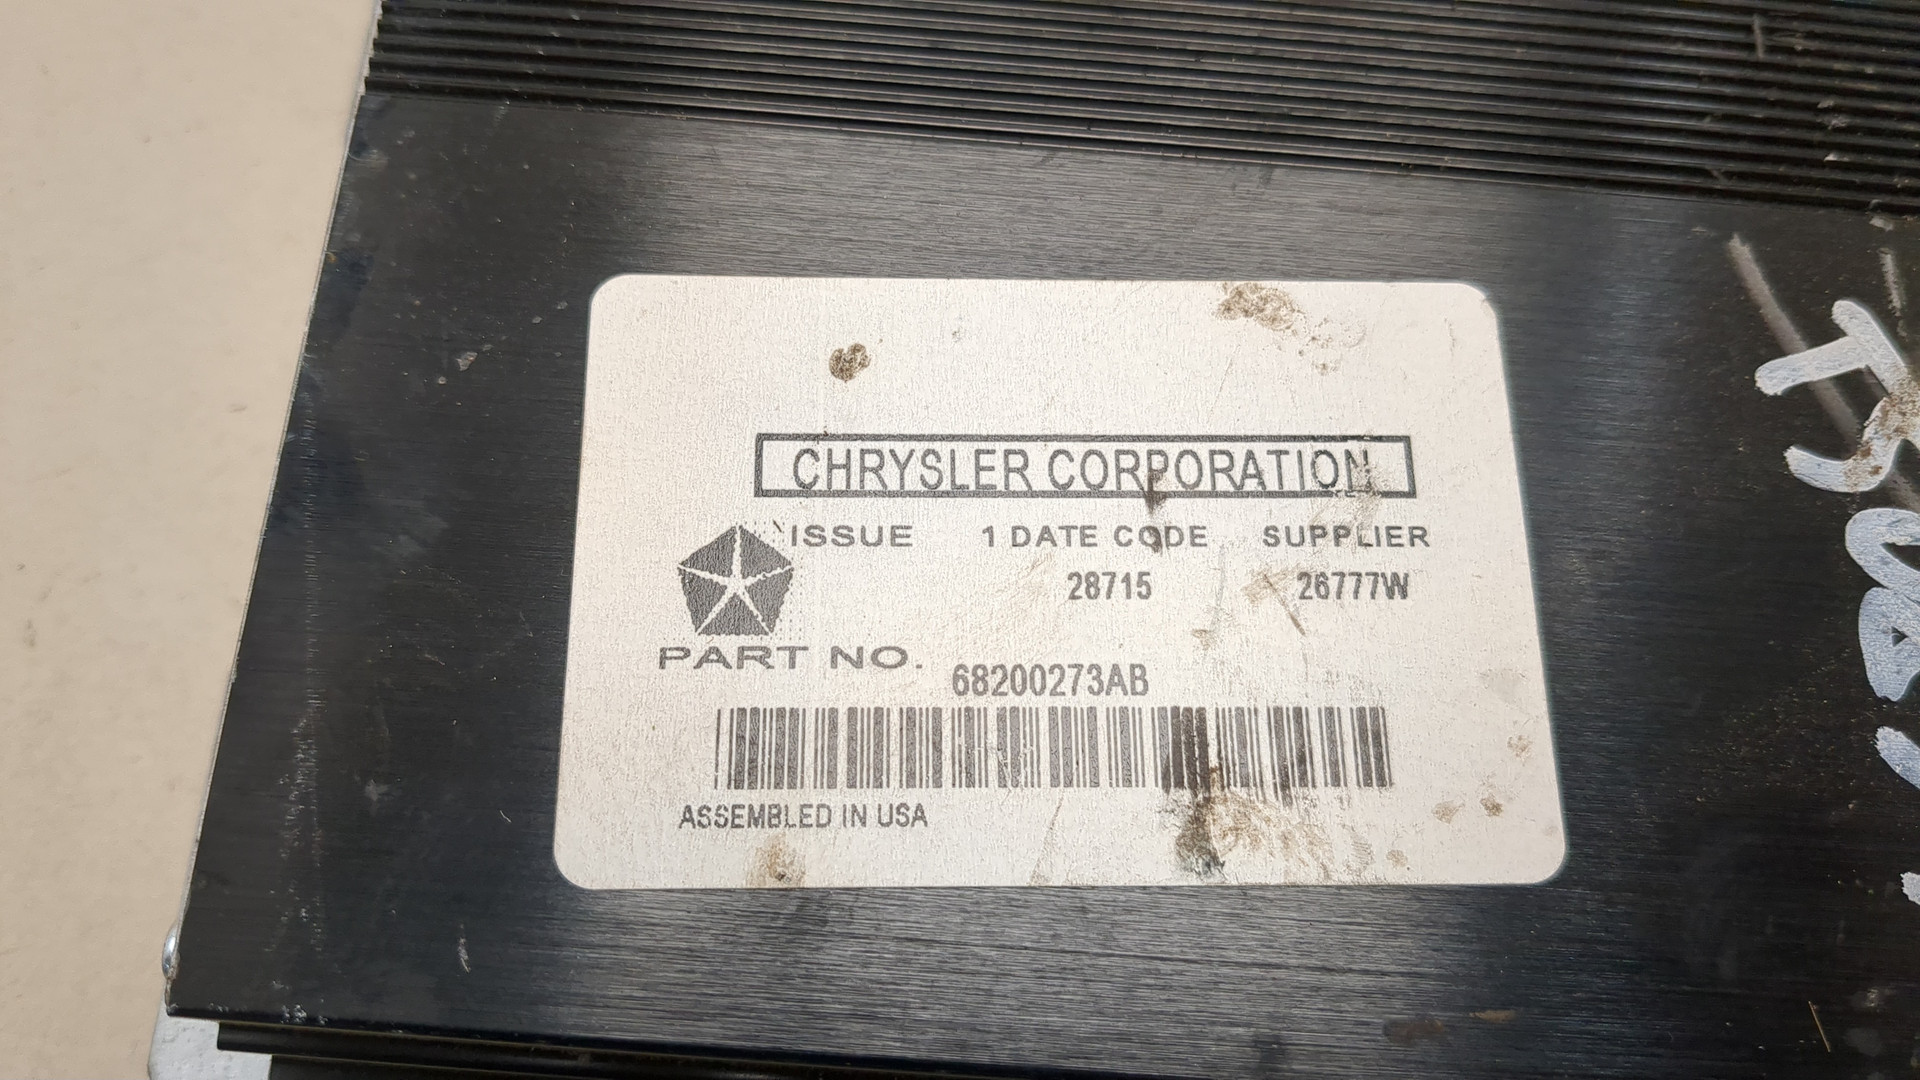 CHRYSLER CORPORATION
ISSUE 1 DATE CODE SUPPLIER
28715 26777W
PART NO. 68200273AB
ASSEMBLED IN USA